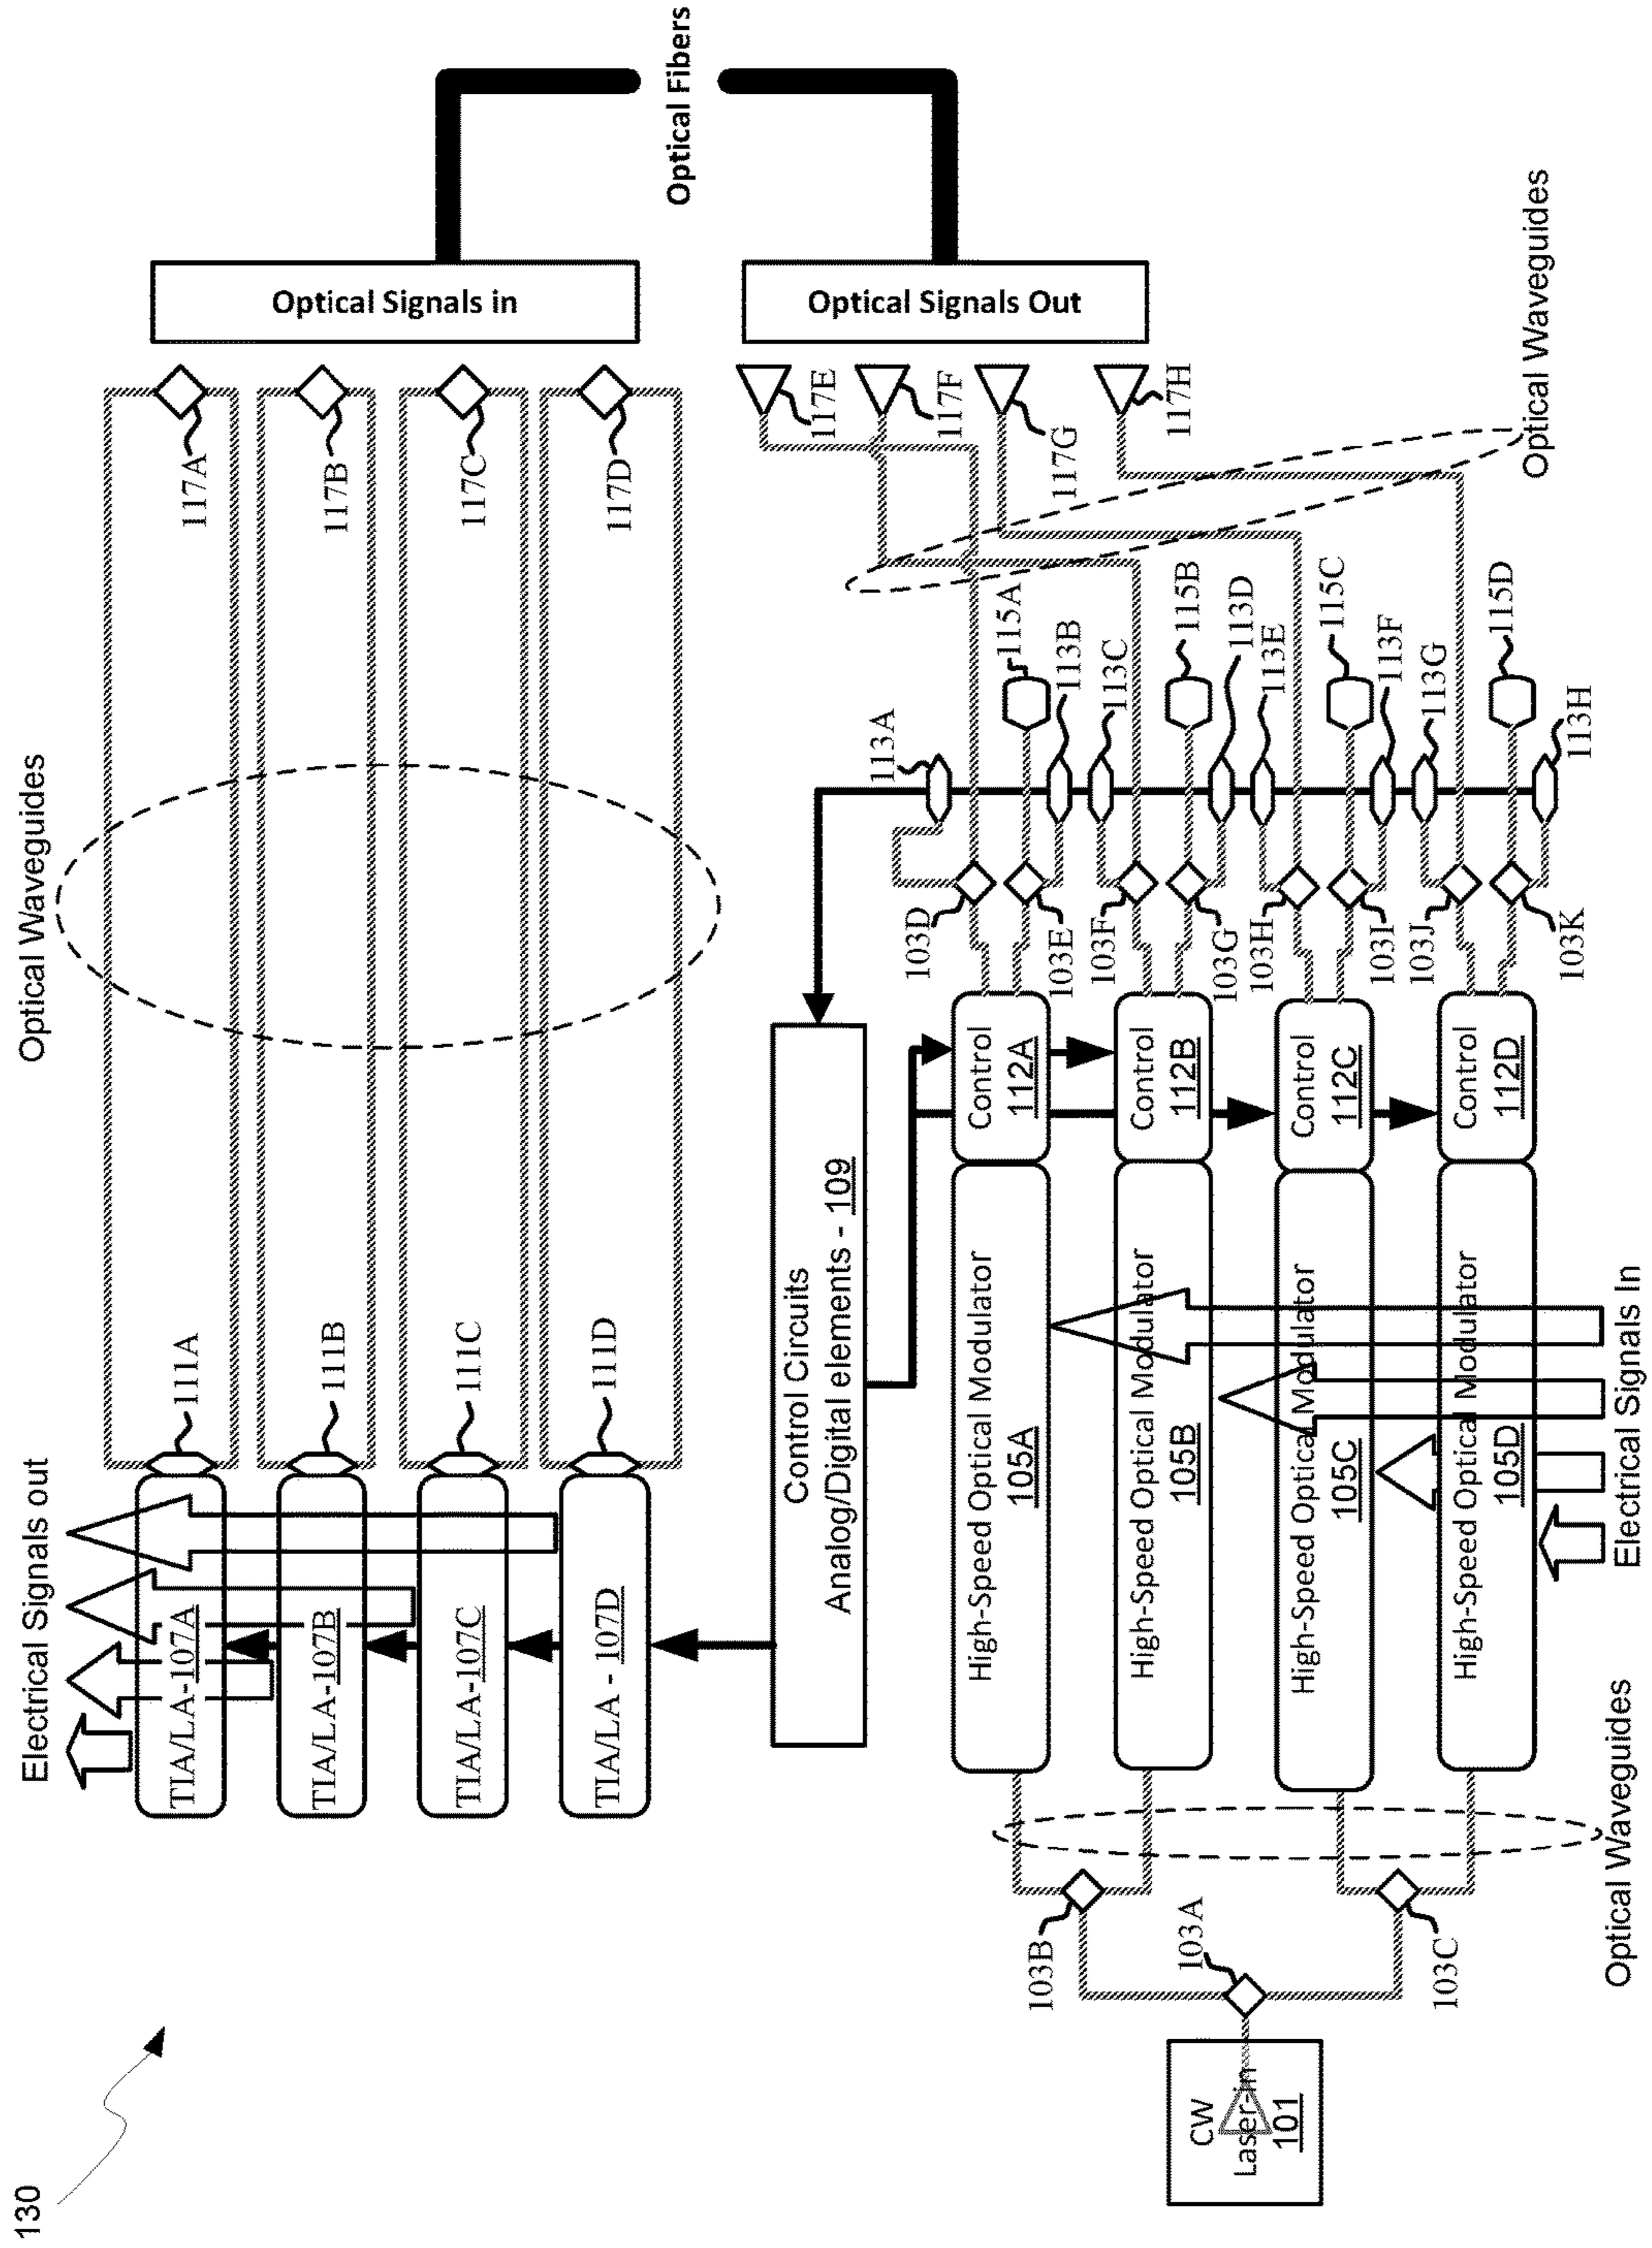 130
Electrical Signals out
Optical Waveguides
TIA/LA-107A
111A
117A
TIA/LA-107B
111B
117B
TIA/LA-107C
111C
117C
TIA/LA - 107D
111D
117D
Optical Signals in
Optical Fibers
Optical Signals Out
Control Circuits
Analog/Digital elements - 109
117E
117F
117G
117H
Optical Waveguides
113A
115A
113B
113C
115B
113D
113E
115C
113F
113G
115D
113H
103D
103E
103F
103G
103H
103I
103J
103K
High-Speed Optical Modulator
105A
Control
112A
High-Speed Optical Modulator
105B
Control
112B
High-Speed Optical Modulator
105C
Control
112C
High-Speed Optical Modulator
105D
Control
112D
103B
103A
103C
CW
Laser-in
101
Optical Waveguides
Electrical Signals In